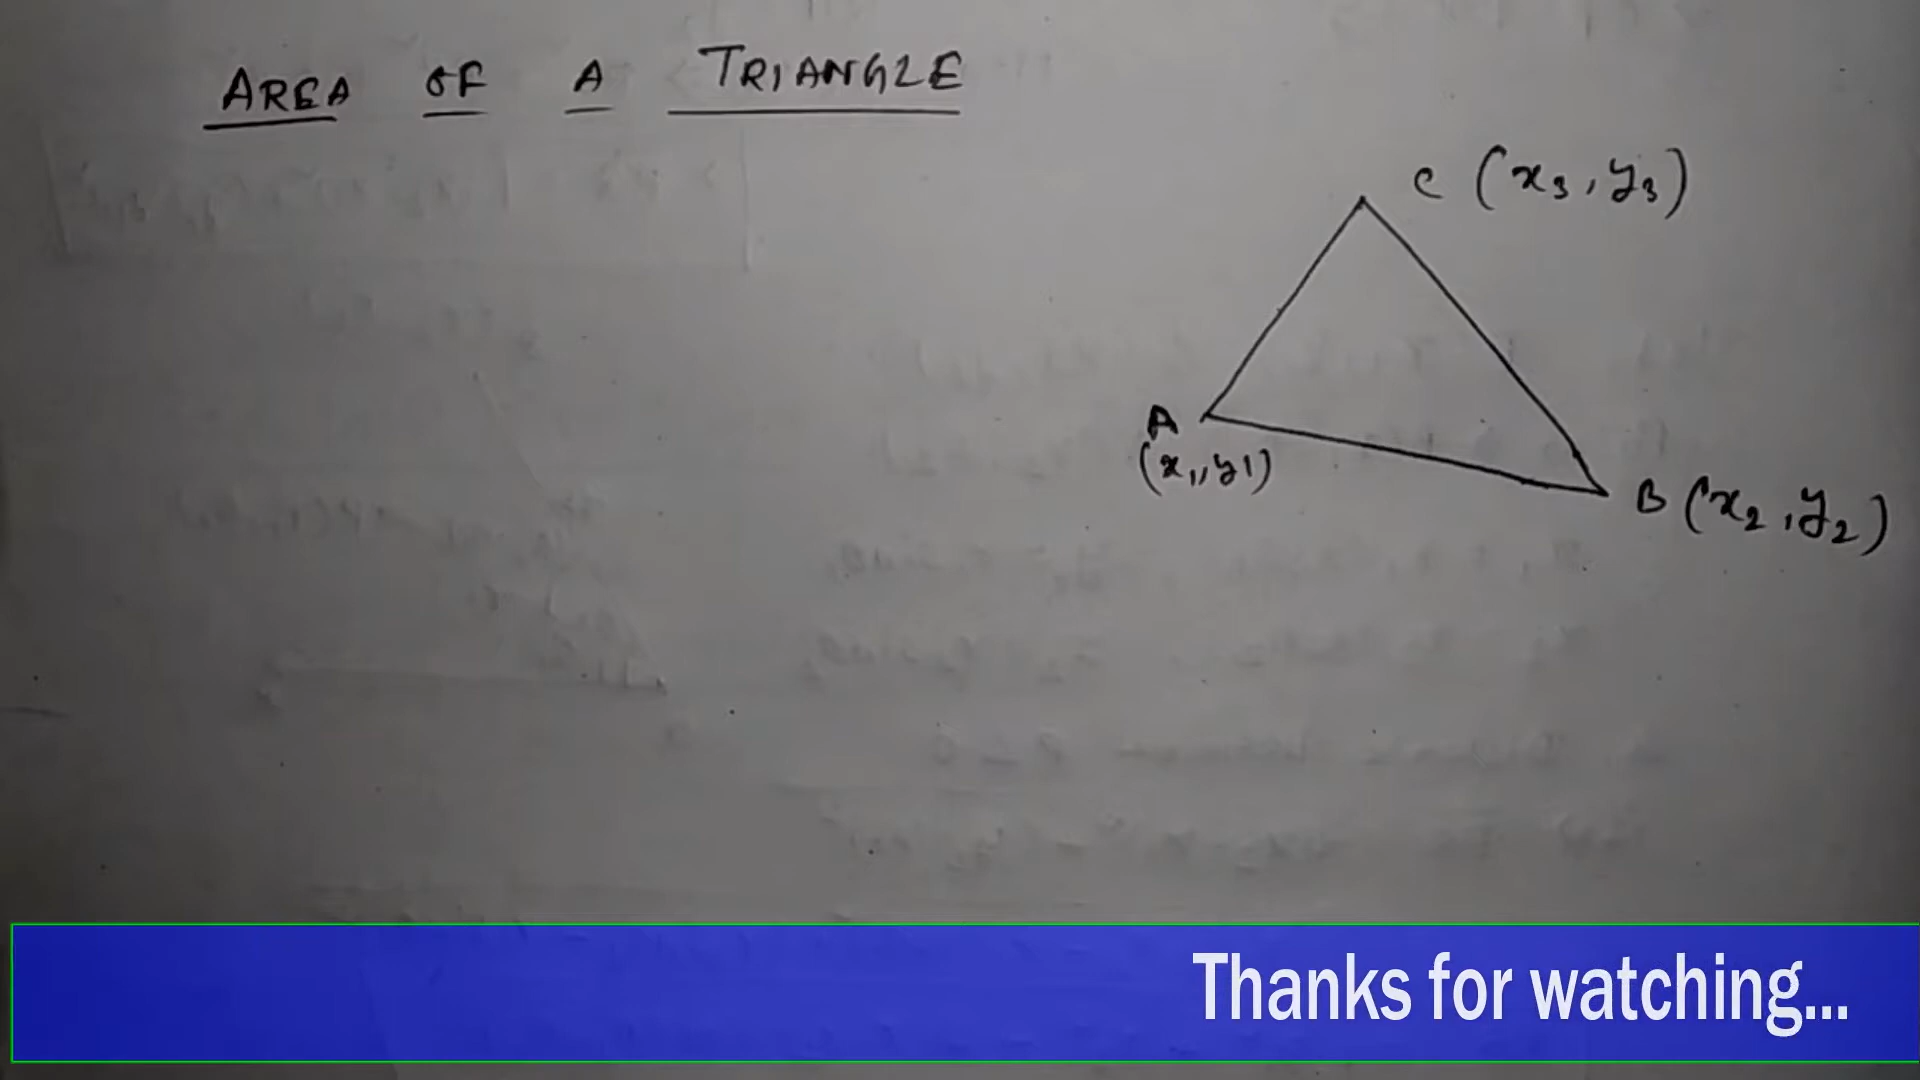 AREA OF A TRIANGLE
C (x₃, y₃)
A
(x₁, y₁)
B (x₂, y₂)
Thanks for watching...